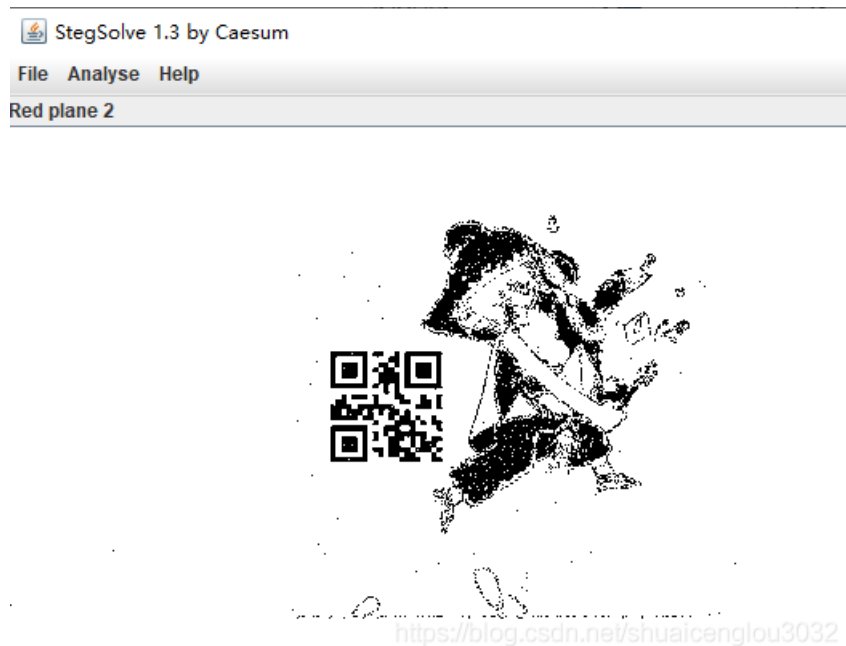 StegSolve 1.3 by Caesum
File Analyse Help
Red plane 2
https://blog.csdn.net/shuaicenglou3032